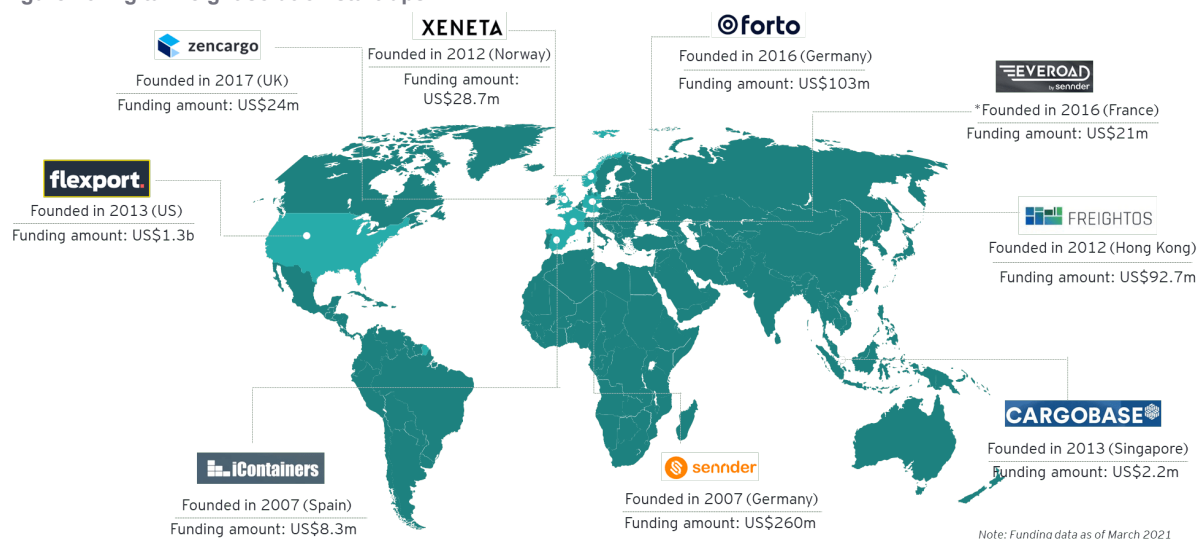 zencargo
Founded in 2017 (UK)
Funding amount: US$24m
XENETA
Founded in 2012 (Norway)
Funding amount:
US$28.7m
forto
Founded in 2016 (Germany)
Funding amount: US$103m
EVEROAD
by sennder
*Founded in 2016 (France)
Funding amount: US$21m
flexport.
Founded in 2013 (US)
Funding amount: US$1.3b
FREIGHTOS
Founded in 2012 (Hong Kong)
Funding amount: US$92.7m
CARGOBASE
Founded in 2013 (Singapore)
Funding amount: US$2.2m
iContainers
Founded in 2007 (Spain)
Funding amount: US$8.3m
sennder
Founded in 2007 (Germany)
Funding amount: US$260m
Note: Funding data as of March 2021